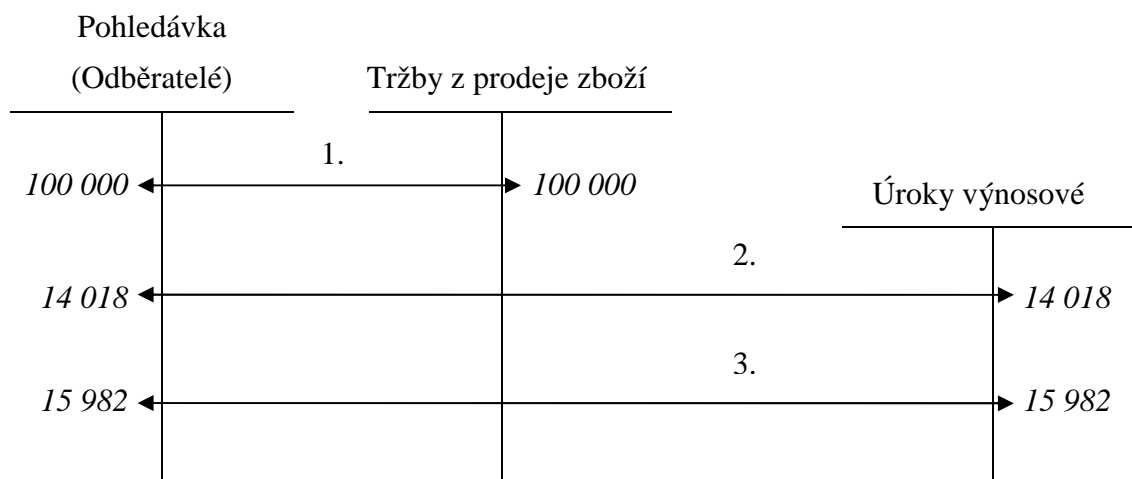 Pohledávka
(Odběratelé)
Tržby z prodeje zboží
1.
100 000
100 000
Úroky výnosové
2.
14 018
14 018
3.
15 982
15 982